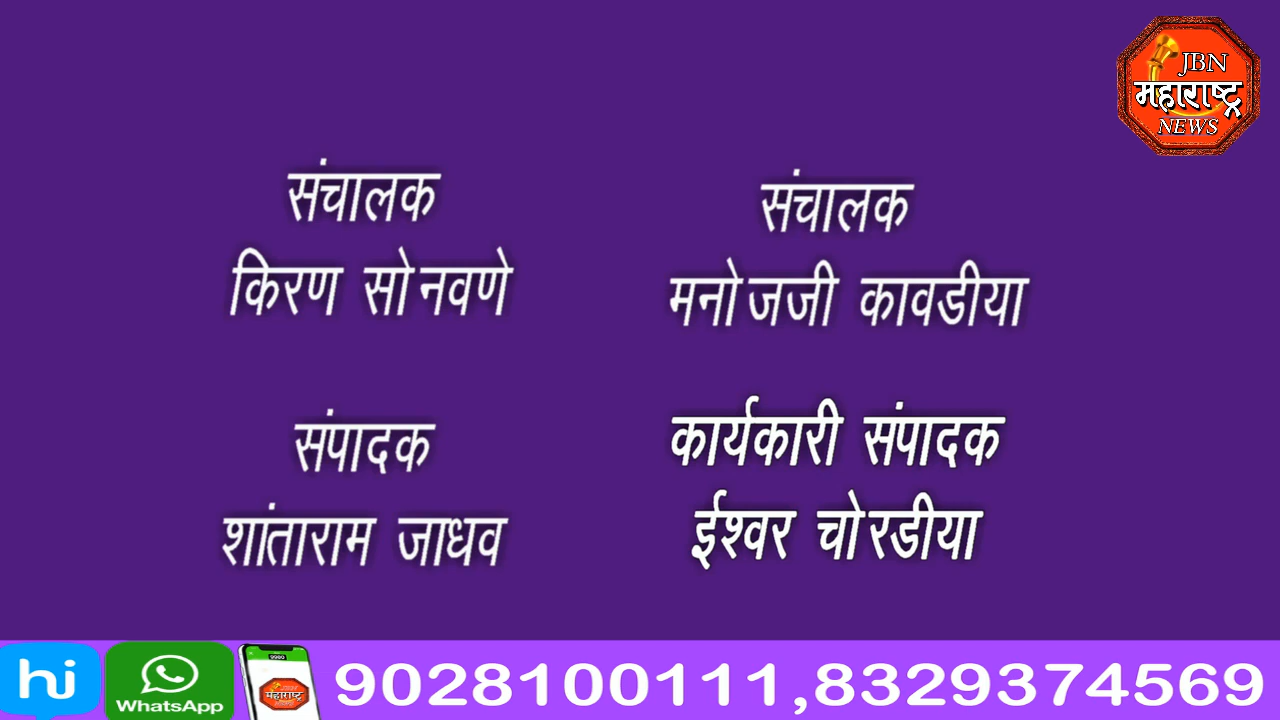 JBN
महाराष्ट्र
NEWS
संचालक
किरण सोनवणे
संचालक
मनोजजी कावडीया
संपादक
शांताराम जाधव
कार्यकारी संपादक
ईश्वर चोरडीया
hi
WhatsApp
महाराष्ट्र
9028100111,8329374569